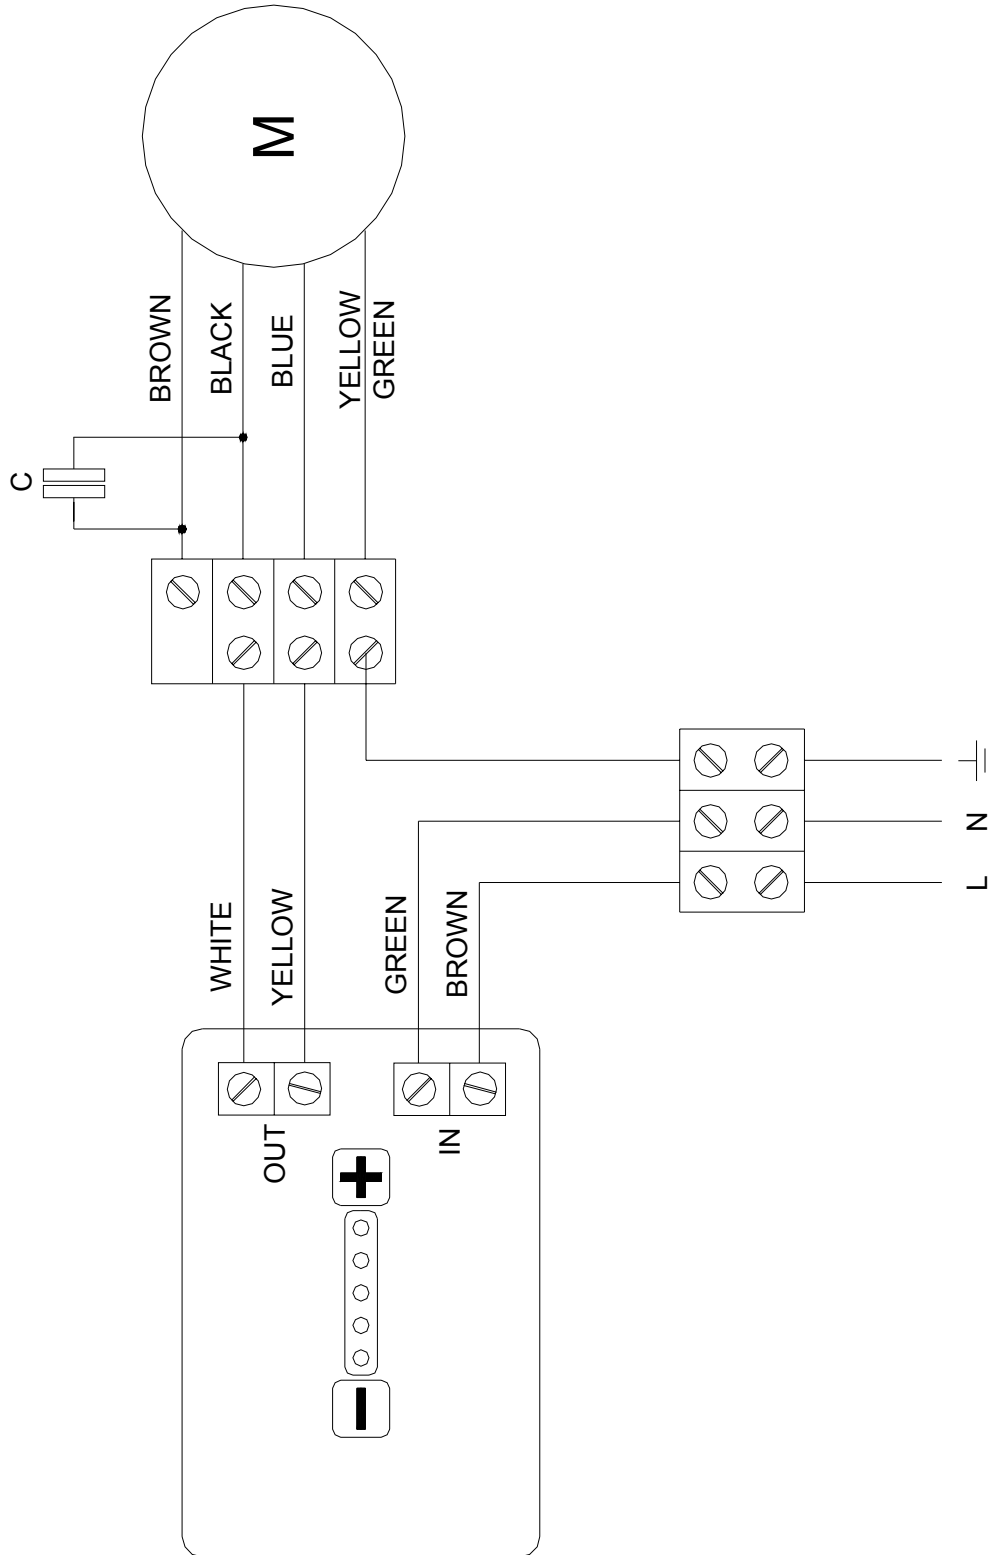 M
BROWN
BLACK
BLUE
YELLOW
GREEN
C
WHITE
YELLOW
GREEN
BROWN
N
L
OUT
IN
+
−